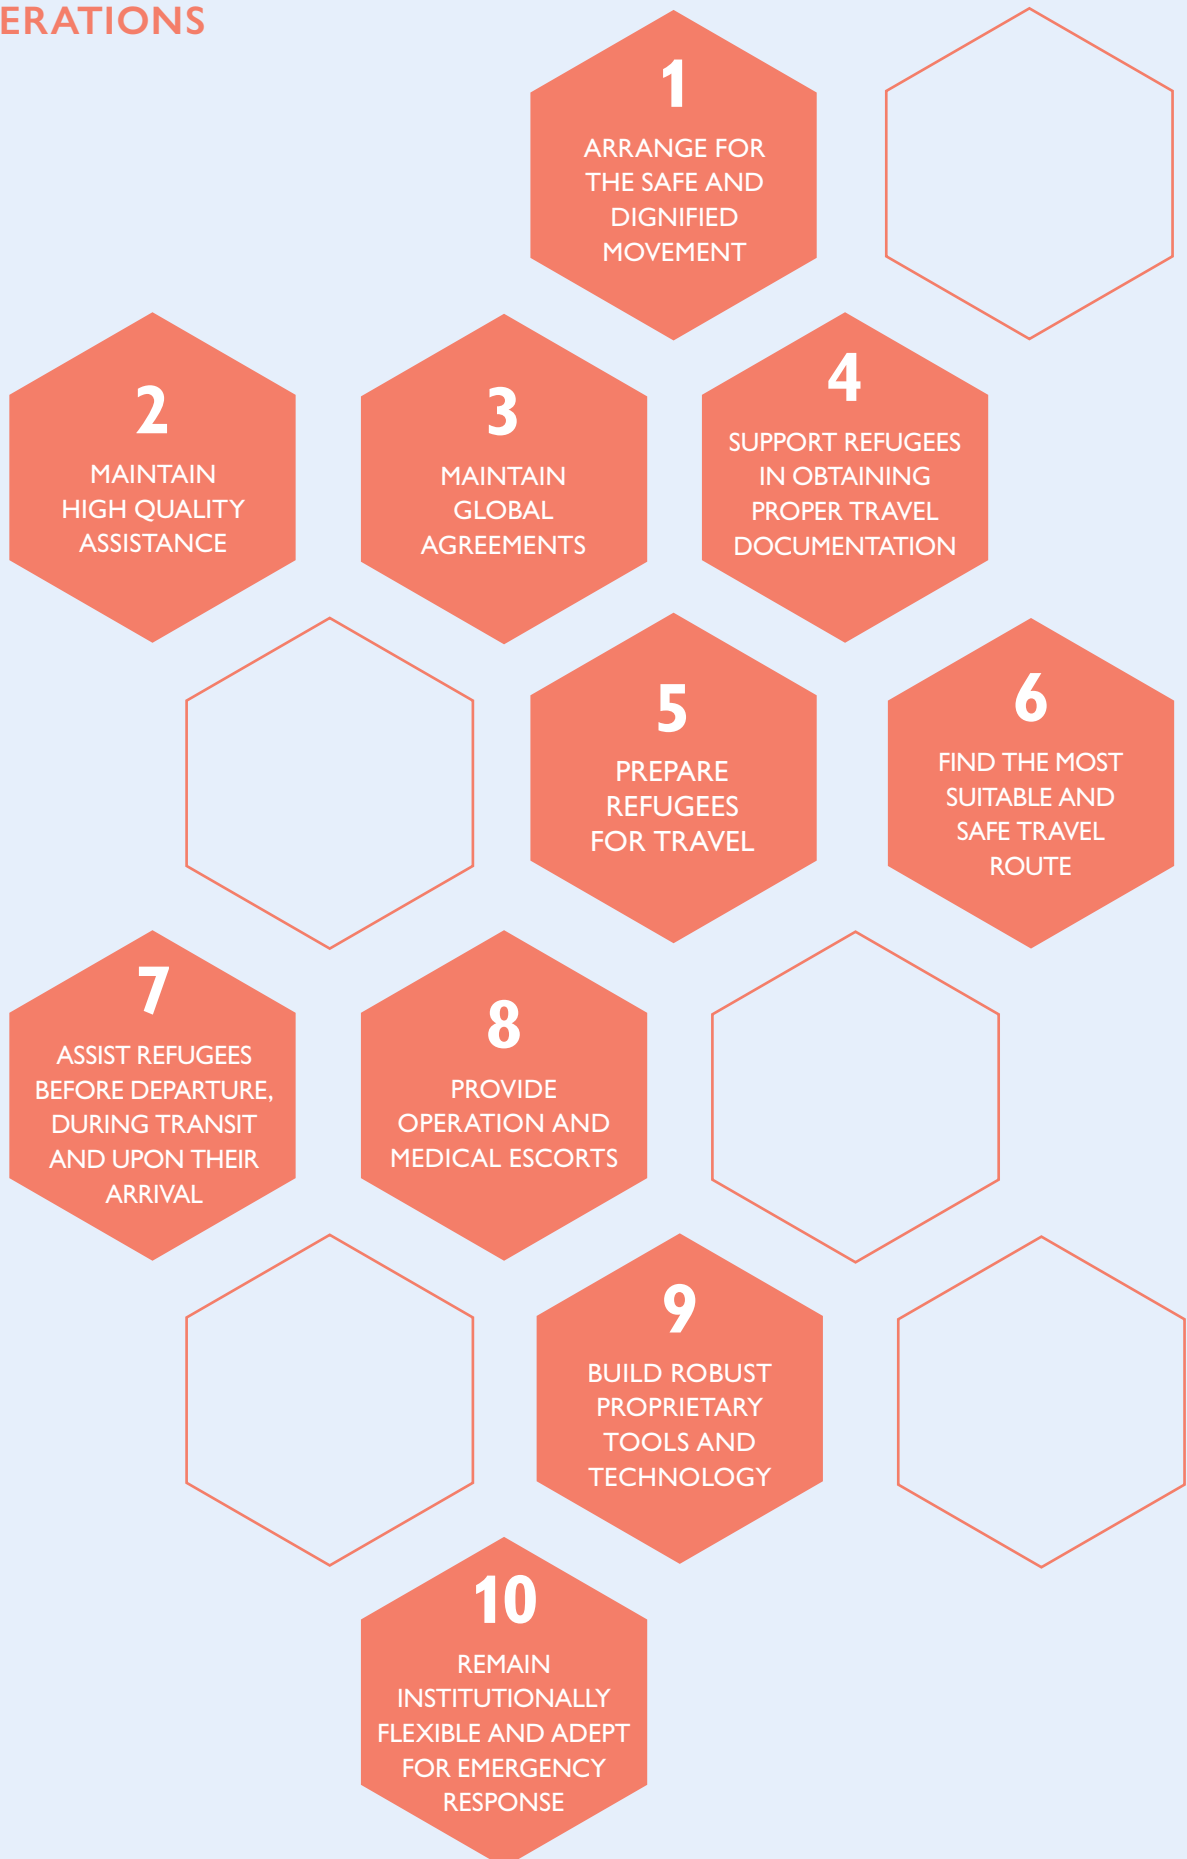 ERATIONS
1
ARRANGE FOR
THE SAFE AND
DIGNIFIED
MOVEMENT
2
MAINTAIN
HIGH QUALITY
ASSISTANCE
3
MAINTAIN
GLOBAL
AGREEMENTS
4
SUPPORT REFUGEES
IN OBTAINING
PROPER TRAVEL
DOCUMENTATION
5
PREPARE
REFUGEES
FOR TRAVEL
6
FIND THE MOST
SUITABLE AND
SAFE TRAVEL
ROUTE
7
ASSIST REFUGEES
BEFORE DEPARTURE,
DURING TRANSIT
AND UPON THEIR
ARRIVAL
8
PROVIDE
OPERATION AND
MEDICAL ESCORTS
9
BUILD ROBUST
PROPRIETARY
TOOLS AND
TECHNOLOGY
10
REMAIN
INSTITUTIONALLY
FLEXIBLE AND ADEPT
FOR EMERGENCY
RESPONSE